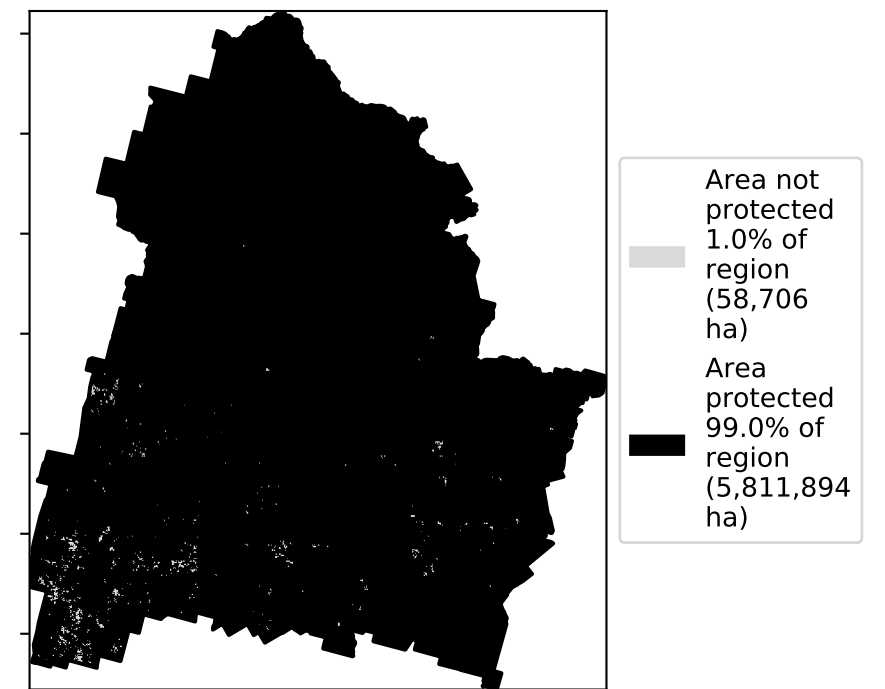 Area not
protected
1.0% of
region
(58,706
ha)
Area
protected
99.0% of
region
(5,811,894
ha)